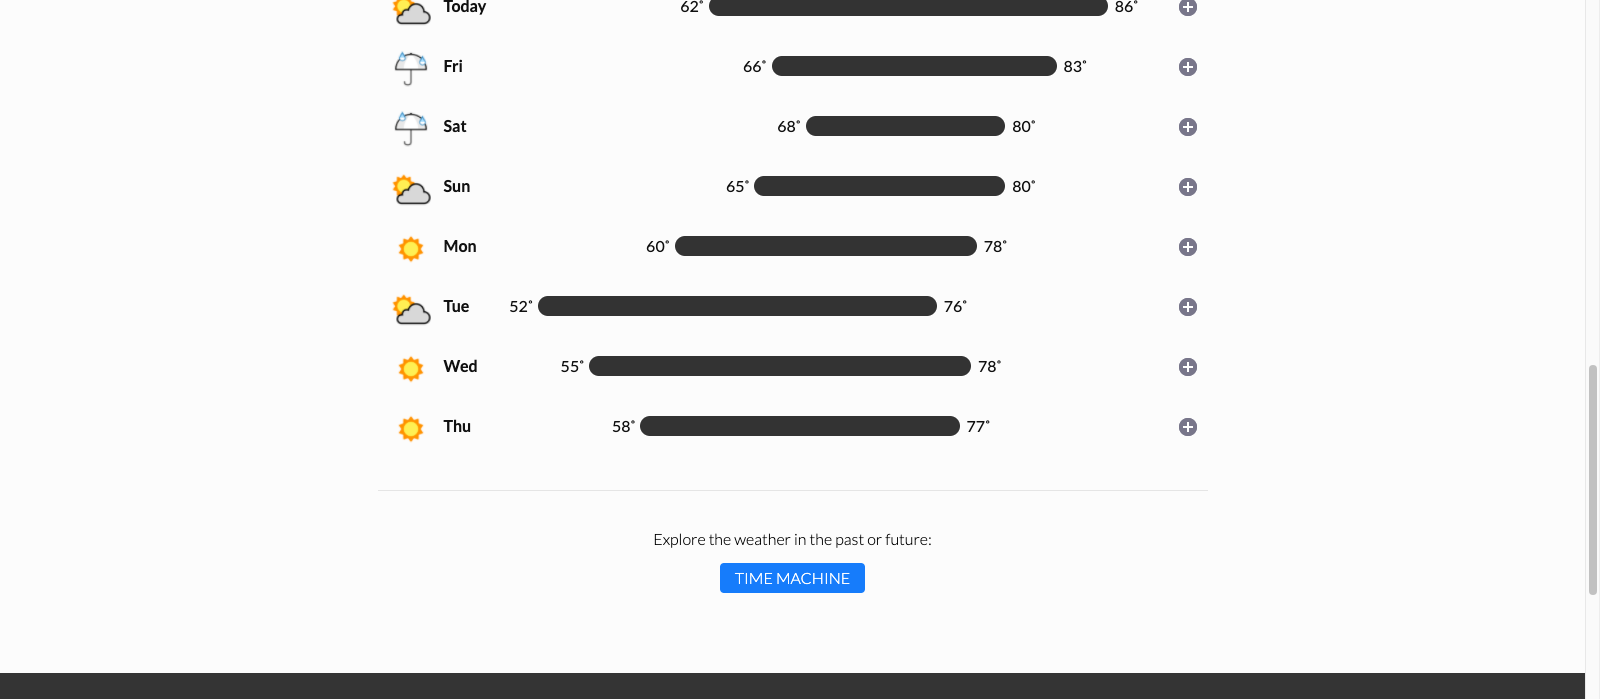 Today 62˚ 86˚
Fri 66˚ 83˚
Sat 68˚ 80˚
Sun 65˚ 80˚
Mon 60˚ 78˚
Tue 52˚ 76˚
Wed 55˚ 78˚
Thu 58˚ 77˚
Explore the weather in the past or future:
TIME MACHINE